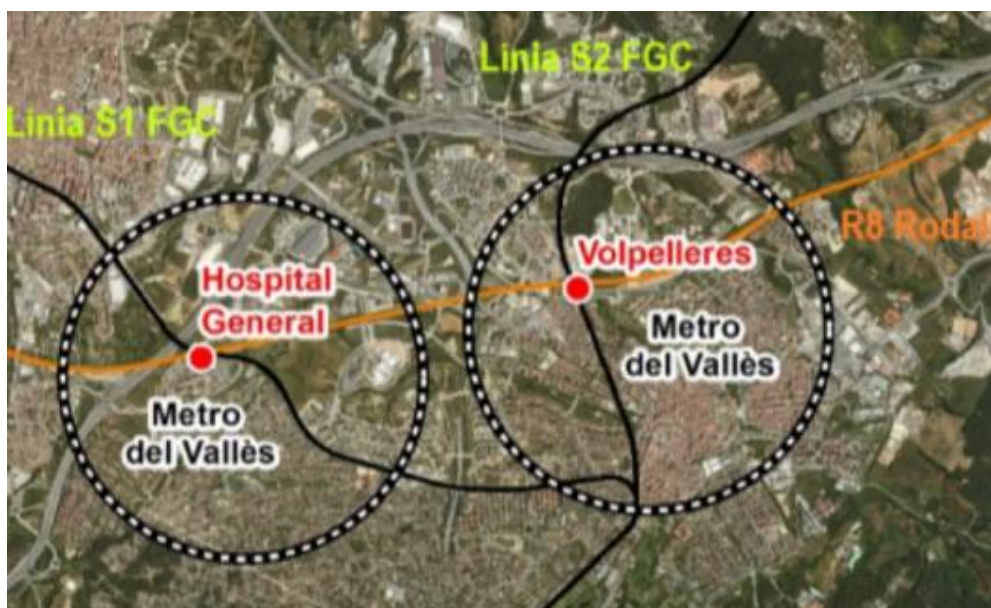 Linia S2 FGC
Linia S1 FGC
R8 Rodal
Volpelleres
Hospital
General
Metro
del Vallès
Metro
del Vallès